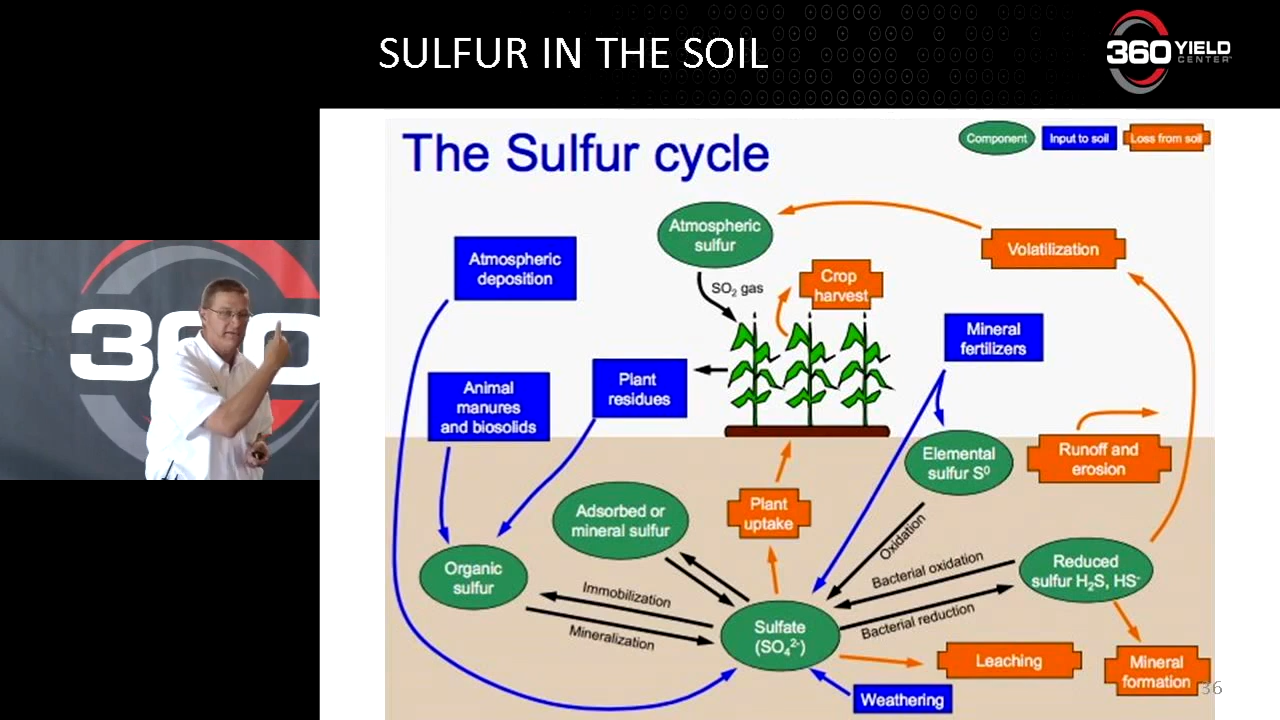 SULFUR IN THE SOIL
360 YIELD
CENTER
The Sulfur cycle
Component
Input to soil
Loss from soil
Atmospheric
sulfur
Volatilization
Atmospheric
deposition
SO₂ gas
Crop
harvest
Mineral
fertilizers
Plant
residues
Animal
manures
and biosolids
360
Elemental
sulfur S⁰
Runoff and
erosion
Adsorbed or
mineral sulfur
Plant
uptake
Oxidation
Organic
sulfur
Immobilization
Mineralization
Bacterial oxidation
Bacterial reduction
Reduced
sulfur H₂S, HS⁻
Sulfate
(SO₄²⁻)
Leaching
Mineral
formation
Weathering
36